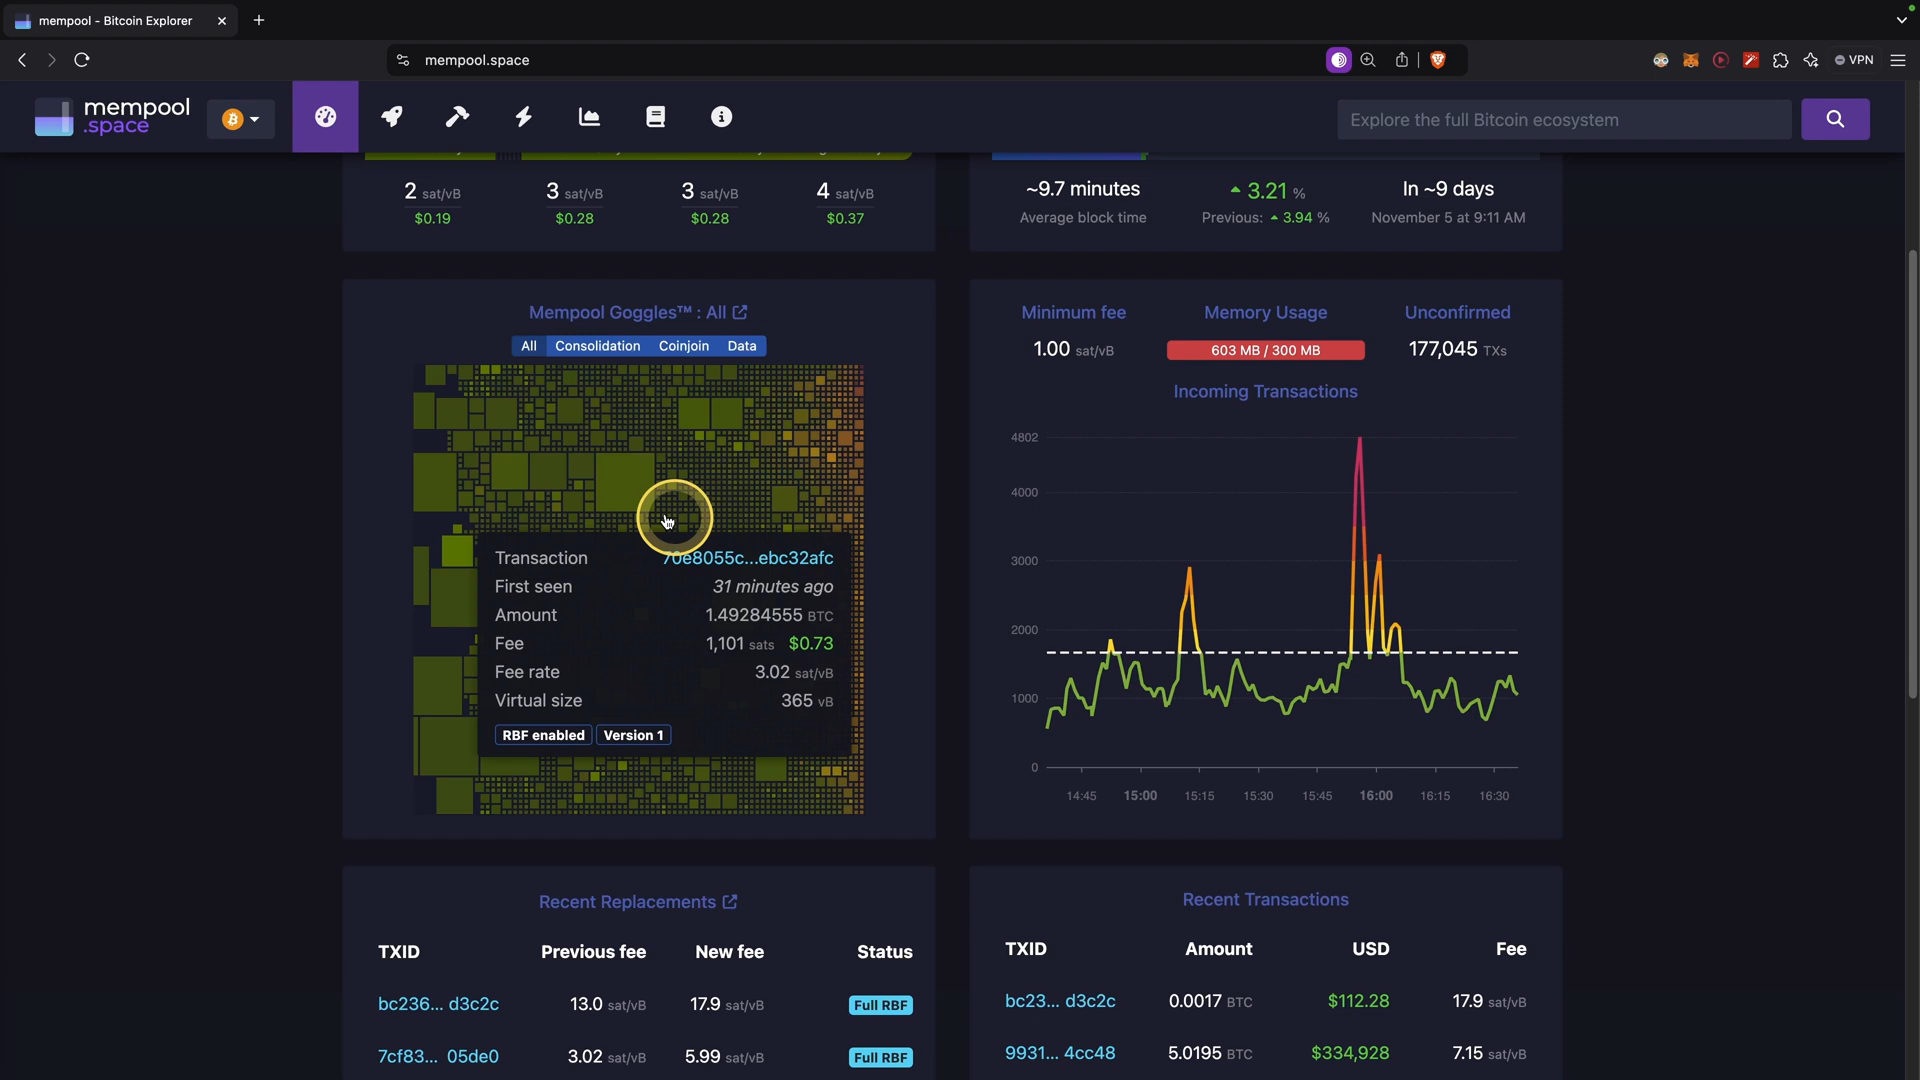 mempool - Bitcoin Explorer
mempool.space
VPN
mempool
.space
Explore the full Bitcoin ecosystem
2 sat/vB
3 sat/vB
3 sat/vB
4 sat/vB
$0.19
$0.28
$0.28
$0.37
~9.7 minutes
3.21 %
In ~9 days
Average block time
Previous: 3.94 %
November 5 at 9:11 AM
Mempool Goggles™ : All
All Consolidation Coinjoin Data
Transaction 70e8055c...ebc32afc
First seen 31 minutes ago
Amount 1.49284555 BTC
Fee 1,101 sats $0.73
Fee rate 3.02 sat/vB
Virtual size 365 vB
RBF enabled Version 1
Minimum fee
Memory Usage
Unconfirmed
1.00 sat/vB
603 MB / 300 MB
177,045 TXs
Incoming Transactions
4802
4000
3000
2000
1000
0
14:45 15:00 15:15 15:30 15:45 16:00 16:15 16:30
Recent Replacements
TXID Previous fee New fee Status
bc236... d3c2c 13.0 sat/vB 17.9 sat/vB Full RBF
7cf83... 05de0 3.02 sat/vB 5.99 sat/vB Full RBF
Recent Transactions
TXID Amount USD Fee
bc23... d3c2c 0.0017 BTC $112.28 17.9 sat/vB
9931... 4cc48 5.0195 BTC $334,928 7.15 sat/vB